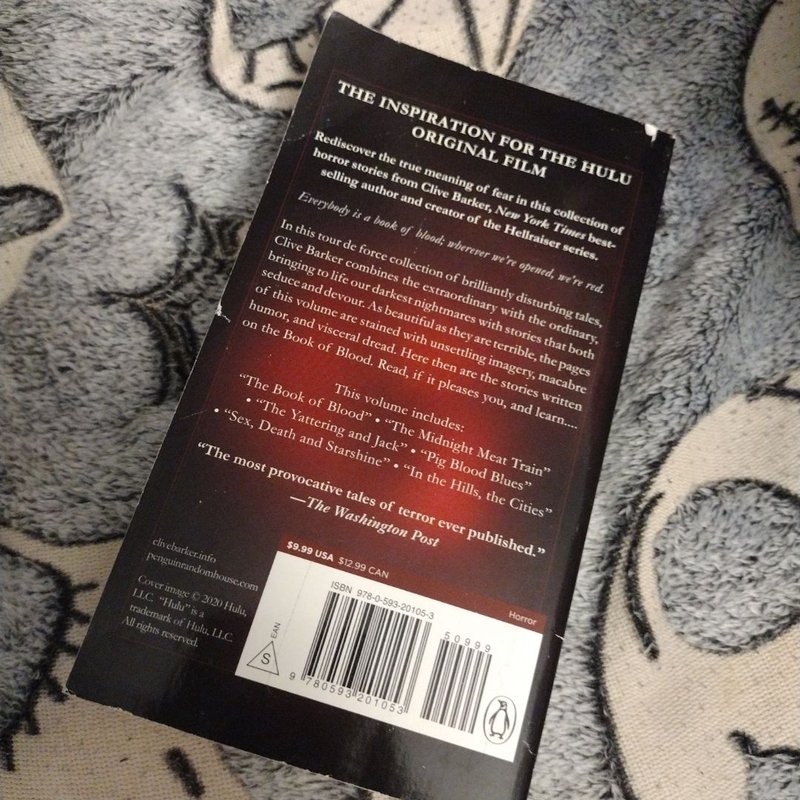 THE INSPIRATION FOR THE HULU
ORIGINAL FILM
Rediscover the true meaning of fear in this collection of
horror stories from Clive Barker, New York Times best-
selling author and creator of the Hellraiser series.
Everybody is a book of blood; wherever we're opened, we're red.
In this tour de force collection of brilliantly disturbing tales,
Clive Barker combines the extraordinary with the ordinary,
bringing to life our darkest nightmares with stories that both
seduce and devour. As beautiful as they are terrible, the pages
of this volume are stained with unsettling imagery, macabre
humor, and visceral dread. Here then are the stories written
on the Book of Blood. Read, if it pleases you, and learn....
This volume includes:
"The Book of Blood" • "The Midnight Meat Train"
• "The Yattering and Jack" • "Pig Blood Blues"
• "Sex, Death and Starshine" • "In the Hills, the Cities"
"The most provocative tales of terror ever published."
—The Washington Post
clivebarker.info
penguinrandomhouse.com
Cover image © 2020 Hulu,
LLC. "Hulu" is a
trademark of Hulu, LLC.
All rights reserved.
$9.99 USA $12.99 CAN
Horror
ISBN 978-0-593-20105-3
50999
S EAN
9 780593 201053